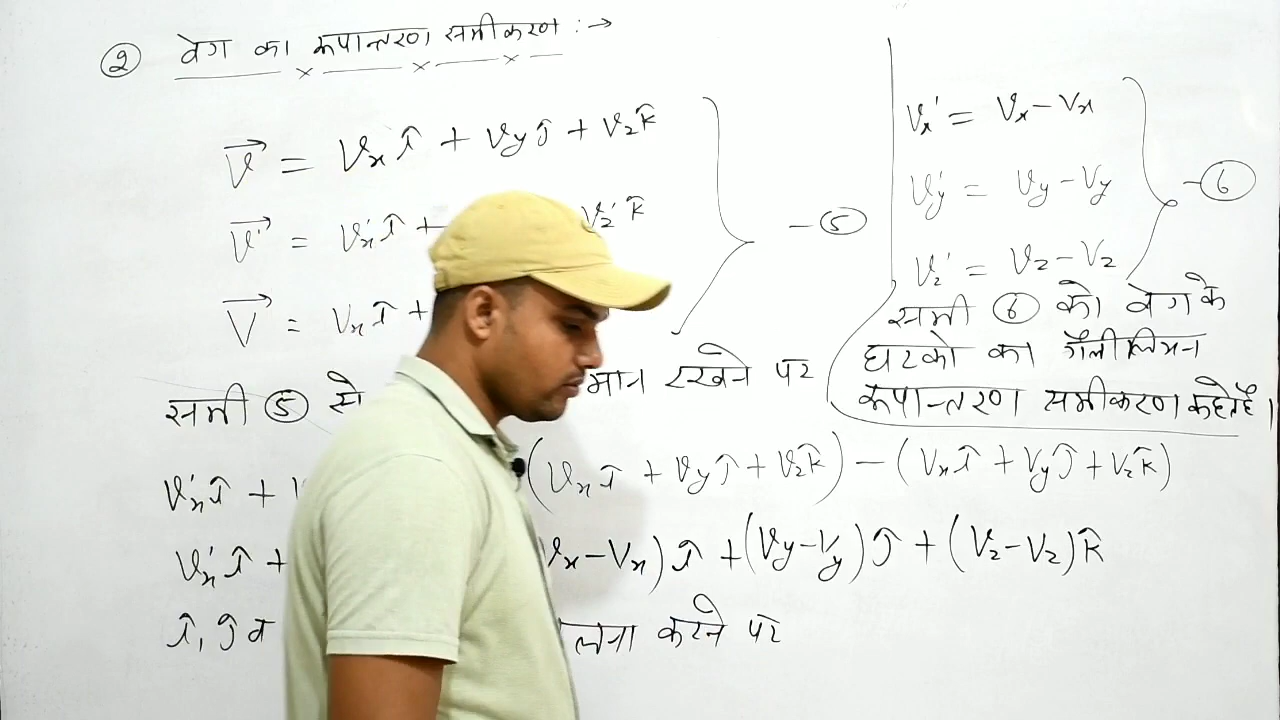 ② वेग का रूपान्तरण समीकरण :→
v⃗ = vₓ î + vy ĵ + vz k̂
v⃗' = vₓ' î + vz' k̂
V⃗ = Vₓ î +
— ⑤
समी ⑤ से मान रखने पर
vₓ' î + (vₓ î + vy ĵ + vz k̂) − (Vₓ î + Vy ĵ + Vz k̂)
vₓ' î + vₓ − Vₓ) î + (vy − Vy) ĵ + (vz − Vz) k̂
î, ĵ व लना करने पर
vₓ' = vₓ − Vₓ
vy' = vy − Vy
vz' = vz − Vz
— ⑥
समी ⑥ को वेग के
घटको का गैलीलियन
रूपान्तरण समीकरण कहते है।